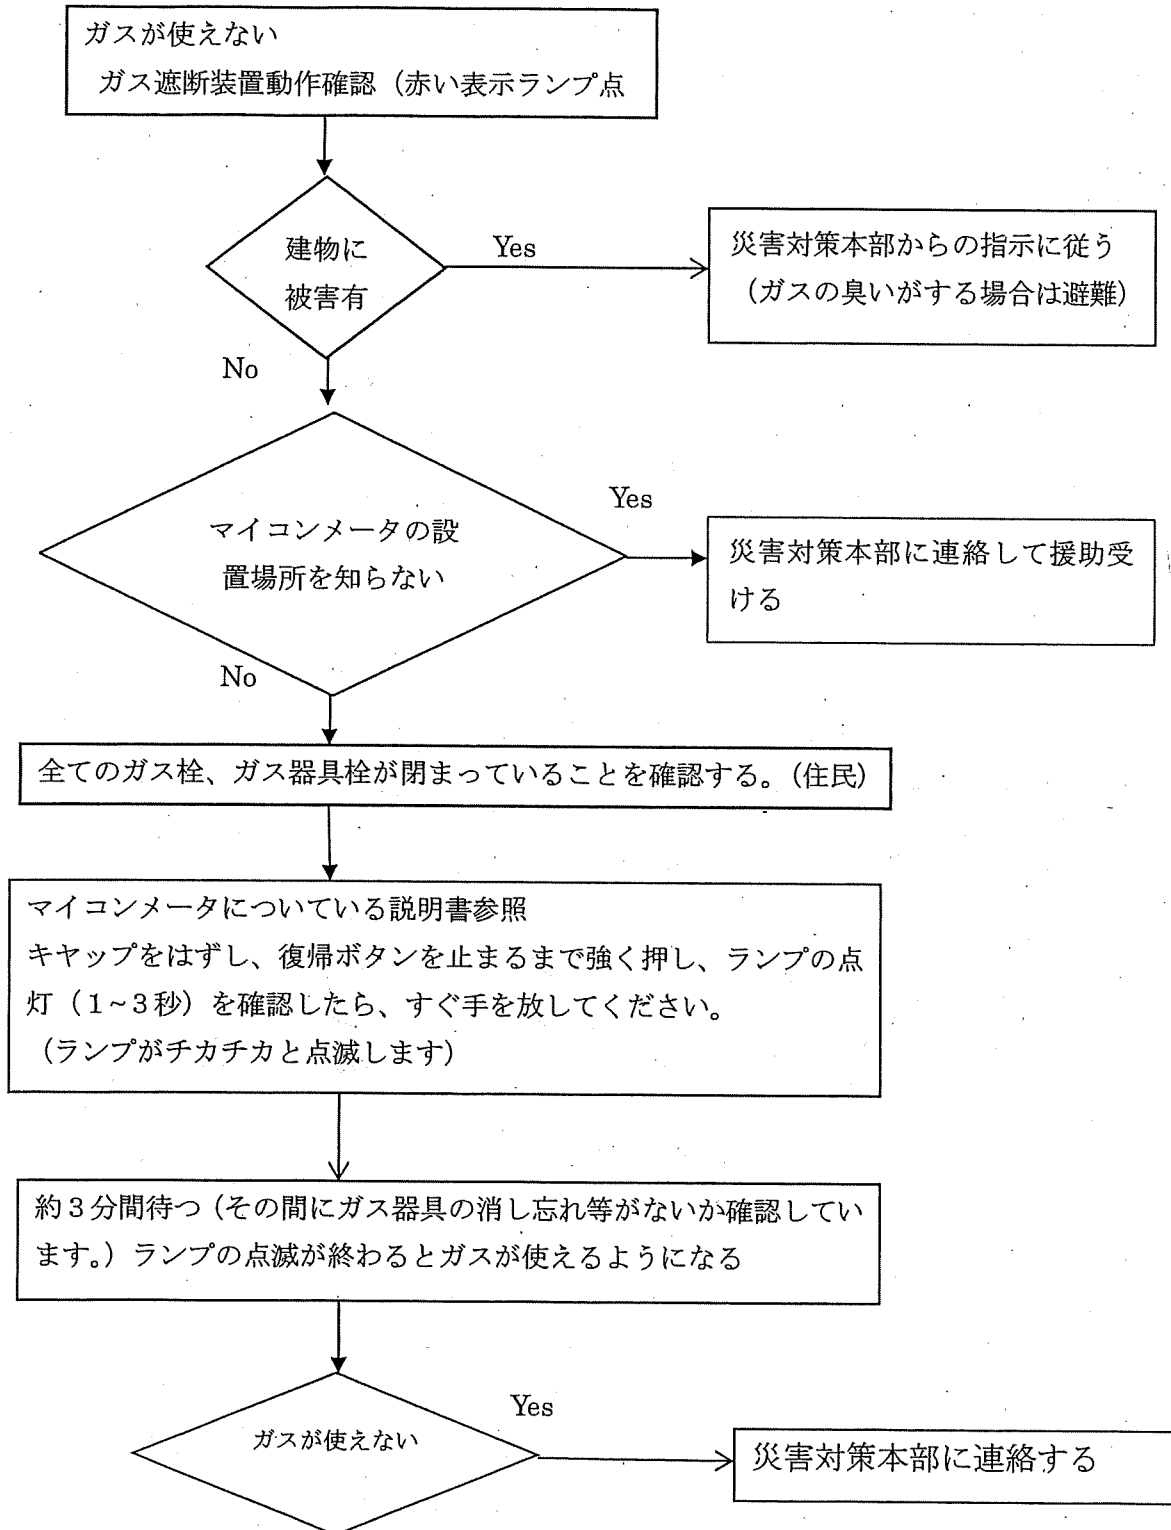 ガスが使えない
ガス遮断装置動作確認（赤い表示ランプ点
建物に
被害有
Yes
災害対策本部からの指示に従う
（ガスの臭いがする場合は避難）
No
マイコンメータの設
置場所を知らない
Yes
災害対策本部に連絡して援助受
ける
No
全てのガス栓、ガス器具栓が閉まっていることを確認する。（住民）
マイコンメータについている説明書参照
キヤップをはずし、復帰ボタンを止まるまで強く押し、ランプの点
灯（１~３秒）を確認したら、すぐ手を放してください。
（ランプがチカチカと点滅します）
約３分間待つ（その間にガス器具の消し忘れ等がないか確認してい
ます。）ランプの点滅が終わるとガスが使えるようになる
ガスが使えない
Yes
災害対策本部に連絡する